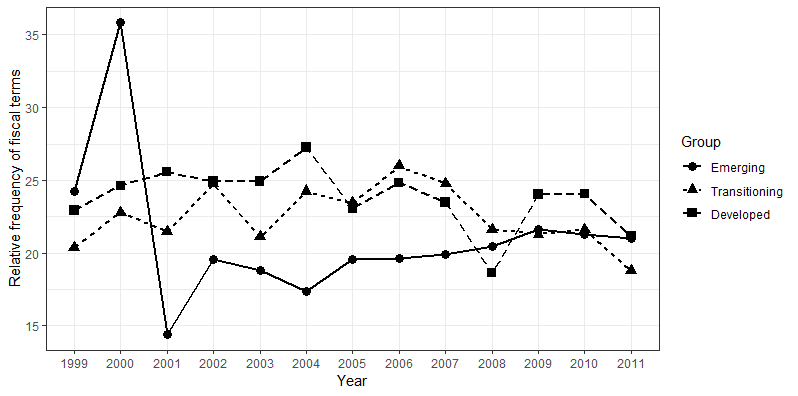 Relative frequency of fiscal terms
35
30
25
20
15
1999 2000 2001 2002 2003 2004 2005 2006 2007 2008 2009 2010 2011
Year
Group
Emerging
Transitioning
Developed